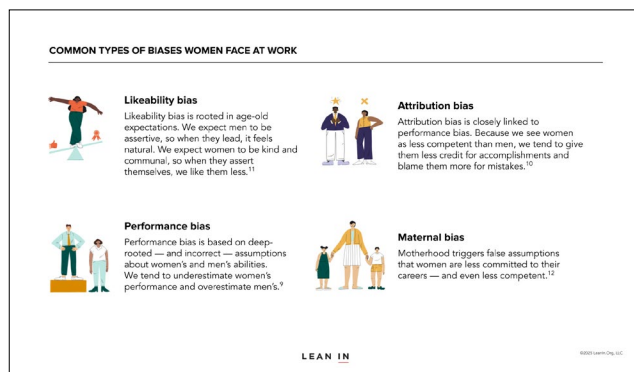 COMMON TYPES OF BIASES WOMEN FACE AT WORK
Likeability bias
Likeability bias is rooted in age-old
expectations. We expect men to be
assertive, so when they lead, it feels
natural. We expect women to be kind and
communal, so when they assert
themselves, we like them less.11
Attribution bias
Attribution bias is closely linked to
performance bias. Because we see women
as less competent than men, we tend to give
them less credit for accomplishments and
blame them more for mistakes.10
Performance bias
Performance bias is based on deep-
rooted — and incorrect — assumptions
about women's and men's abilities.
We tend to underestimate women's
performance and overestimate men's.9
Maternal bias
Motherhood triggers false assumptions
that women are less committed to their
careers — and even less competent.12
LEAN IN
LeanIn.Org, LLC